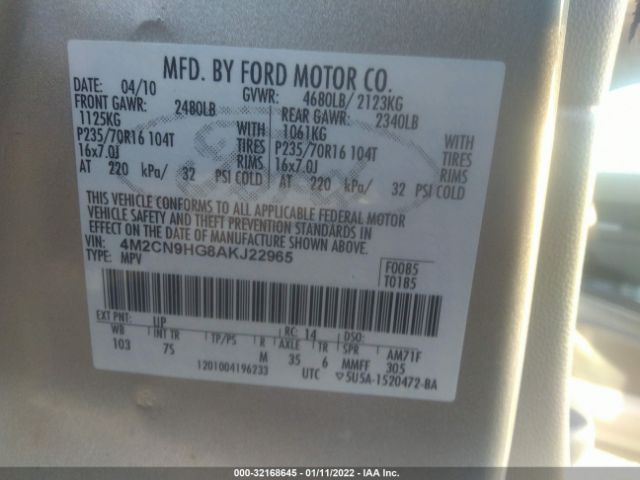 MFD. BY FORD MOTOR CO.
DATE: 04/10 GVWR: 4680LB/ 2123KG
FRONT GAWR: 2480LB REAR GAWR: 2340LB
1125KG WITH 1061KG WITH
P235/70R16 104T TIRES P235/70R16 104T TIRES
16x7.0J RIMS 16x7.0J RIMS
AT 220 kPa/ 32 PSI COLD AT 220 kPa/ 32 PSI COLD
THIS VEHICLE CONFORMS TO ALL APPLICABLE FEDERAL MOTOR
VEHICLE SAFETY AND THEFT PREVENTION STANDARDS IN
EFFECT ON THE DATE OF MANUFACTURE SHOWN ABOVE.
VIN: 4M2CN9HG8AKJ22965
TYPE: MPV
F0085
T0185
EXT PNT: UP RC: 14 DSO:
WB INT TR TP/PS R AXLE TR SPR AM71F
103 7S M 35 6 MMFF 305
1201004196233 UTC ▽5U5A-1520472-BA
000-32168645 - 01/11/2022 - IAA Inc.